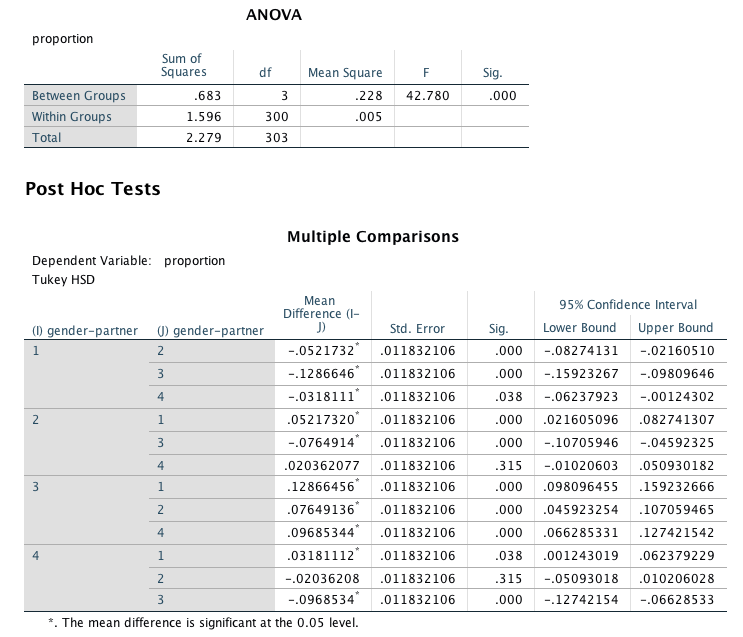 ANOVA
proportion
Sum of Squares df Mean Square F Sig.
Between Groups .683 3 .228 42.780 .000
Within Groups 1.596 300 .005
Total 2.279 303
Post Hoc Tests
Multiple Comparisons
Dependent Variable: proportion
Tukey HSD
(I) gender-partner (J) gender-partner Mean Difference (I-J) Std. Error Sig. 95% Confidence Interval
Lower Bound Upper Bound
1 2 -.0521732* .011832106 .000 -.08274131 -.02160510
3 -.1286646* .011832106 .000 -.15923267 -.09809646
4 -.0318111* .011832106 .038 -.06237923 -.00124302
2 1 .05217320* .011832106 .000 .021605096 .082741307
3 -.0764914* .011832106 .000 -.10705946 -.04592325
4 .020362077 .011832106 .315 -.01020603 .050930182
3 1 .12866456* .011832106 .000 .098096455 .159232666
2 .07649136* .011832106 .000 .045923254 .107059465
4 .09685344* .011832106 .000 .066285331 .127421542
4 1 .03181112* .011832106 .038 .001243019 .062379229
2 -.02036208 .011832106 .315 -.05093018 .010206028
3 -.0968534* .011832106 .000 -.12742154 -.06628533
*. The mean difference is significant at the 0.05 level.